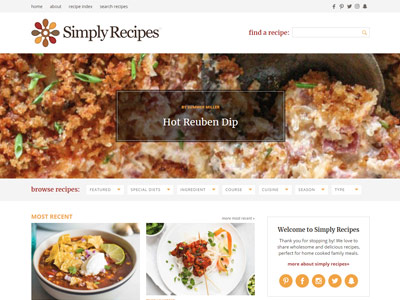 home about recipe index search recipes
Simply Recipes
find a recipe:
BY SUMMER MILLER
Hot Reuben Dip
browse recipes: FEATURED SPECIAL DIETS INGREDIENT COURSE CUISINE SEASON TYPE
MOST RECENT
more most recent »
Welcome to Simply Recipes
Thank you for stopping by! We love to
share wholesome and delicious recipes,
perfect for home cooked family meals.
more about simply recipes»